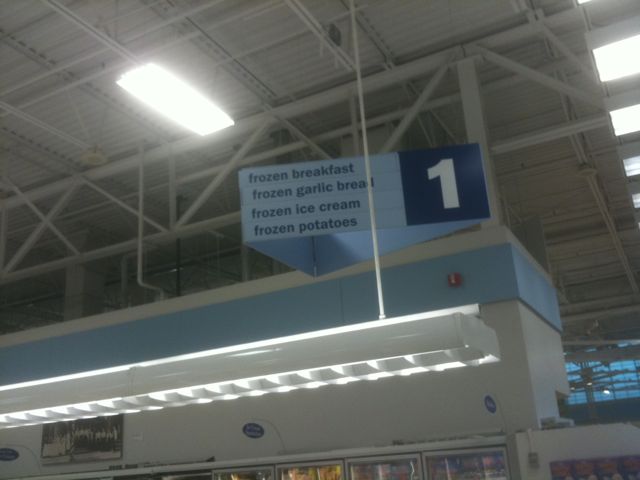 frozen breakfast
frozen garlic bread
frozen ice cream
frozen potatoes
1